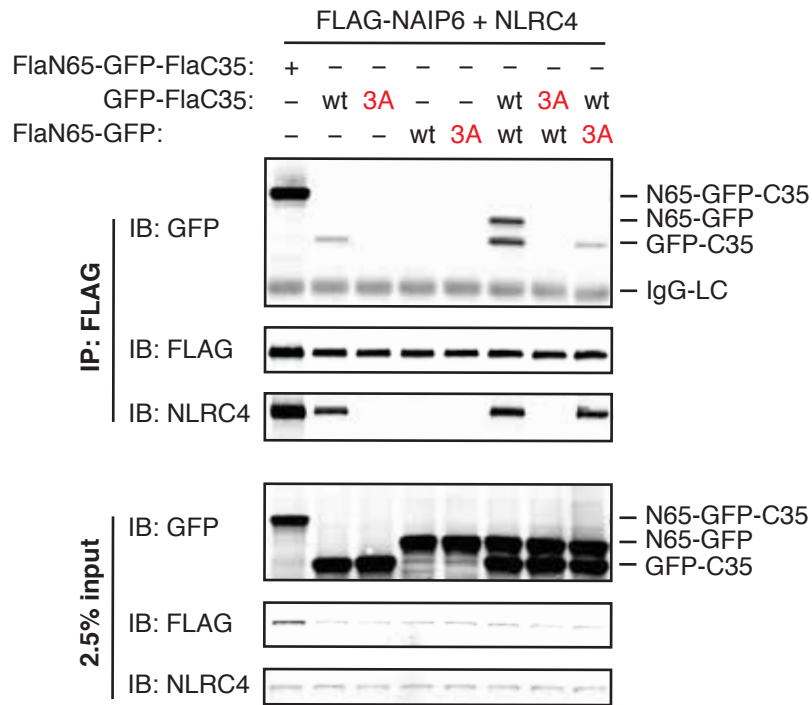 FLAG-NAIP6 + NLRC4
FlaN65-GFP-FlaC35: + – – – – – – –
GFP-FlaC35: – wt 3A – – wt 3A wt
FlaN65-GFP: – – – wt 3A wt wt 3A
IP: FLAG
IB: GFP
N65-GFP-C35
N65-GFP
GFP-C35
IgG-LC
IB: FLAG
IB: NLRC4
2.5% input
IB: GFP
N65-GFP-C35
N65-GFP
GFP-C35
IB: FLAG
IB: NLRC4